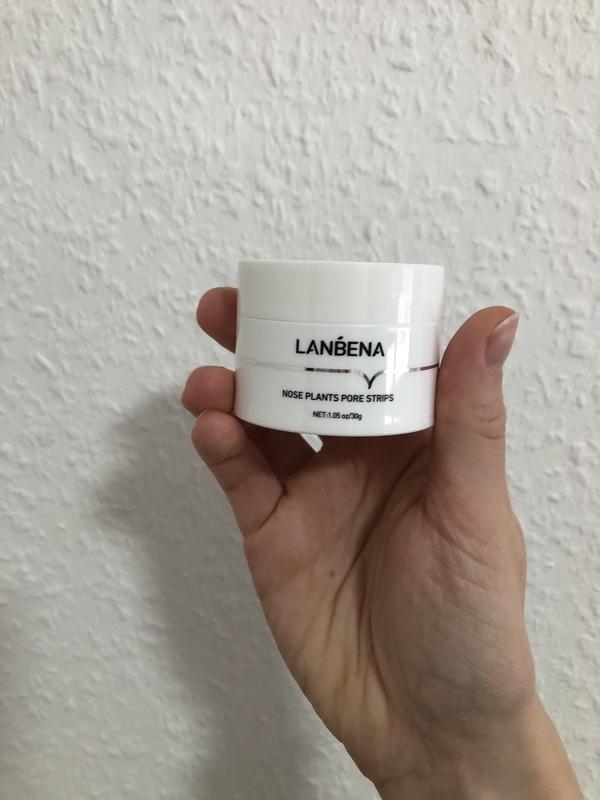 LANBENA
NOSE PLANTS PORE STRIPS
NET:1.05 oz/30g